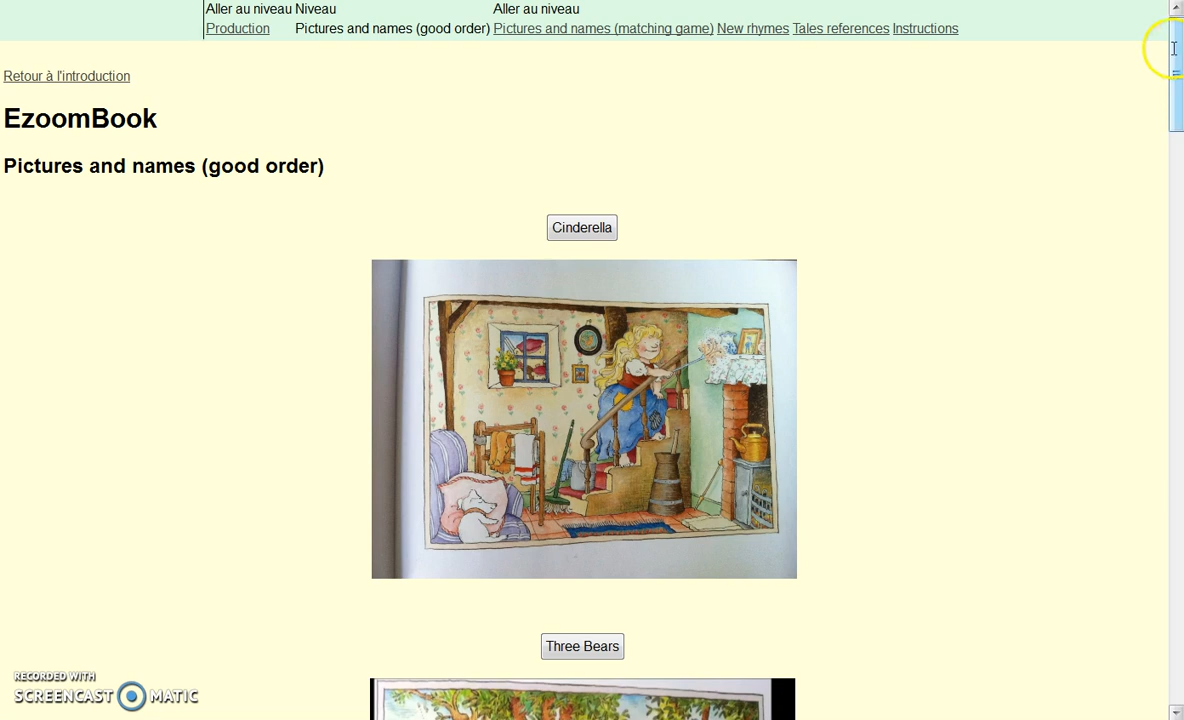 Aller au niveau Niveau Aller au niveau
Production Pictures and names (good order) Pictures and names (matching game) New rhymes Tales references Instructions
Retour à l'introduction
EzoomBook
Pictures and names (good order)
Cinderella
Three Bears
RECORDED WITH
SCREENCAST MATIC